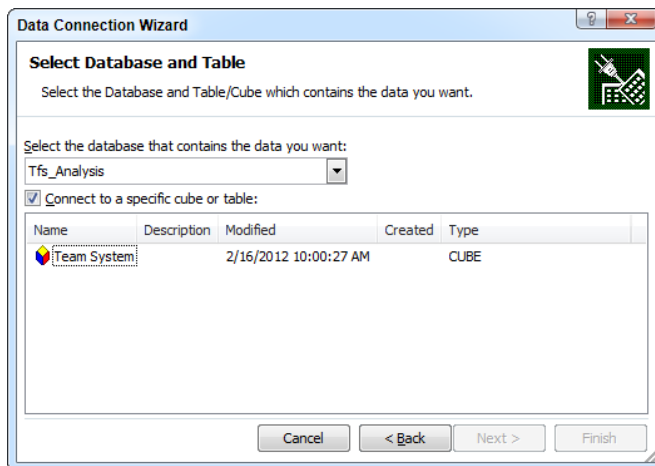 Data Connection Wizard
Select Database and Table
Select the Database and Table/Cube which contains the data you want.
Select the database that contains the data you want:
Tfs_Analysis
Connect to a specific cube or table:
Name Description Modified Created Type
Team System 2/16/2012 10:00:27 AM CUBE
Cancel < Back Next > Finish